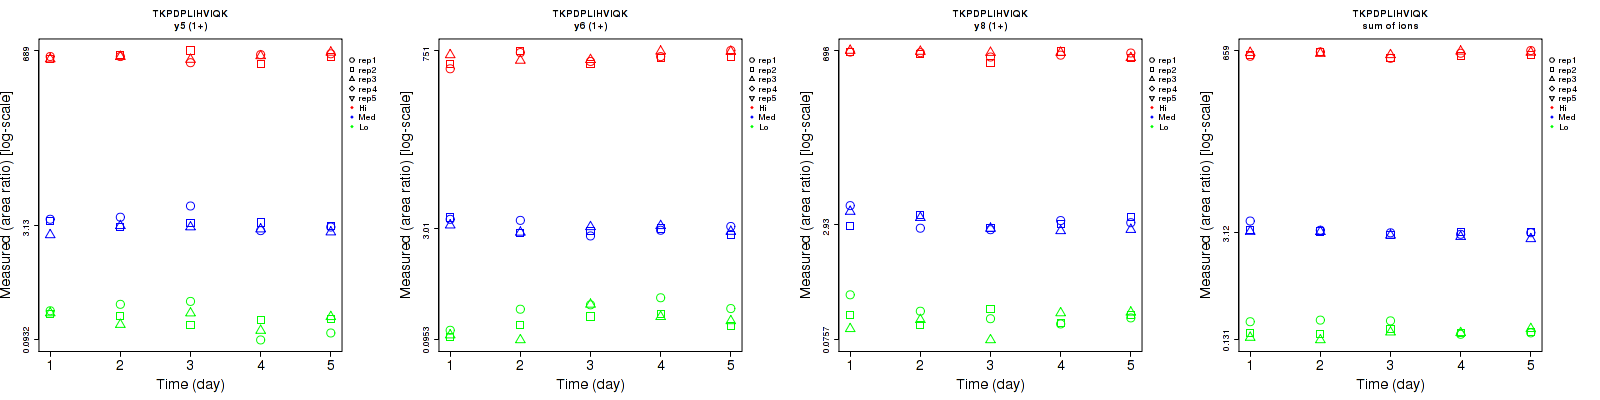 TKPDPLIHVIQK
y5 (1+)
Measured (area ratio) [log-scale]
689
3.13
0.0932
1 2 3 4 5
Time (day)
rep1
rep2
rep3
rep4
rep5
Hi
Med
Lo
TKPDPLIHVIQK
y6 (1+)
Measured (area ratio) [log-scale]
751
3.01
0.0953
1 2 3 4 5
Time (day)
rep1
rep2
rep3
rep4
rep5
Hi
Med
Lo
TKPDPLIHVIQK
y8 (1+)
Measured (area ratio) [log-scale]
696
2.93
0.0757
1 2 3 4 5
Time (day)
rep1
rep2
rep3
rep4
rep5
Hi
Med
Lo
TKPDPLIHVIQK
sum of ions
Measured (area ratio) [log-scale]
659
3.12
0.131
1 2 3 4 5
Time (day)
rep1
rep2
rep3
rep4
rep5
Hi
Med
Lo